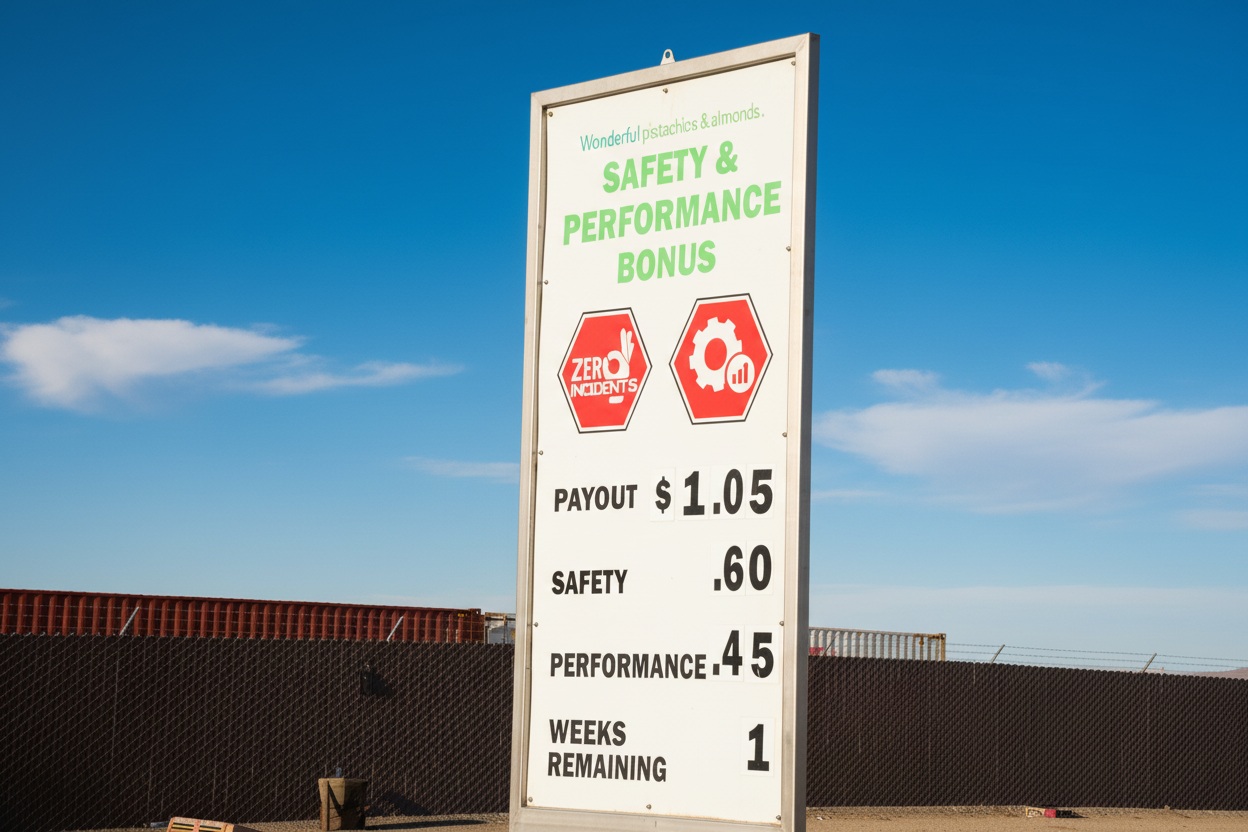 Wonderful pistachios & almonds.
SAFETY &
PERFORMANCE
BONUS
ZERO
INCIDENTS
PAYOUT $1.05
SAFETY .60
PERFORMANCE .45
WEEKS
REMAINING 1